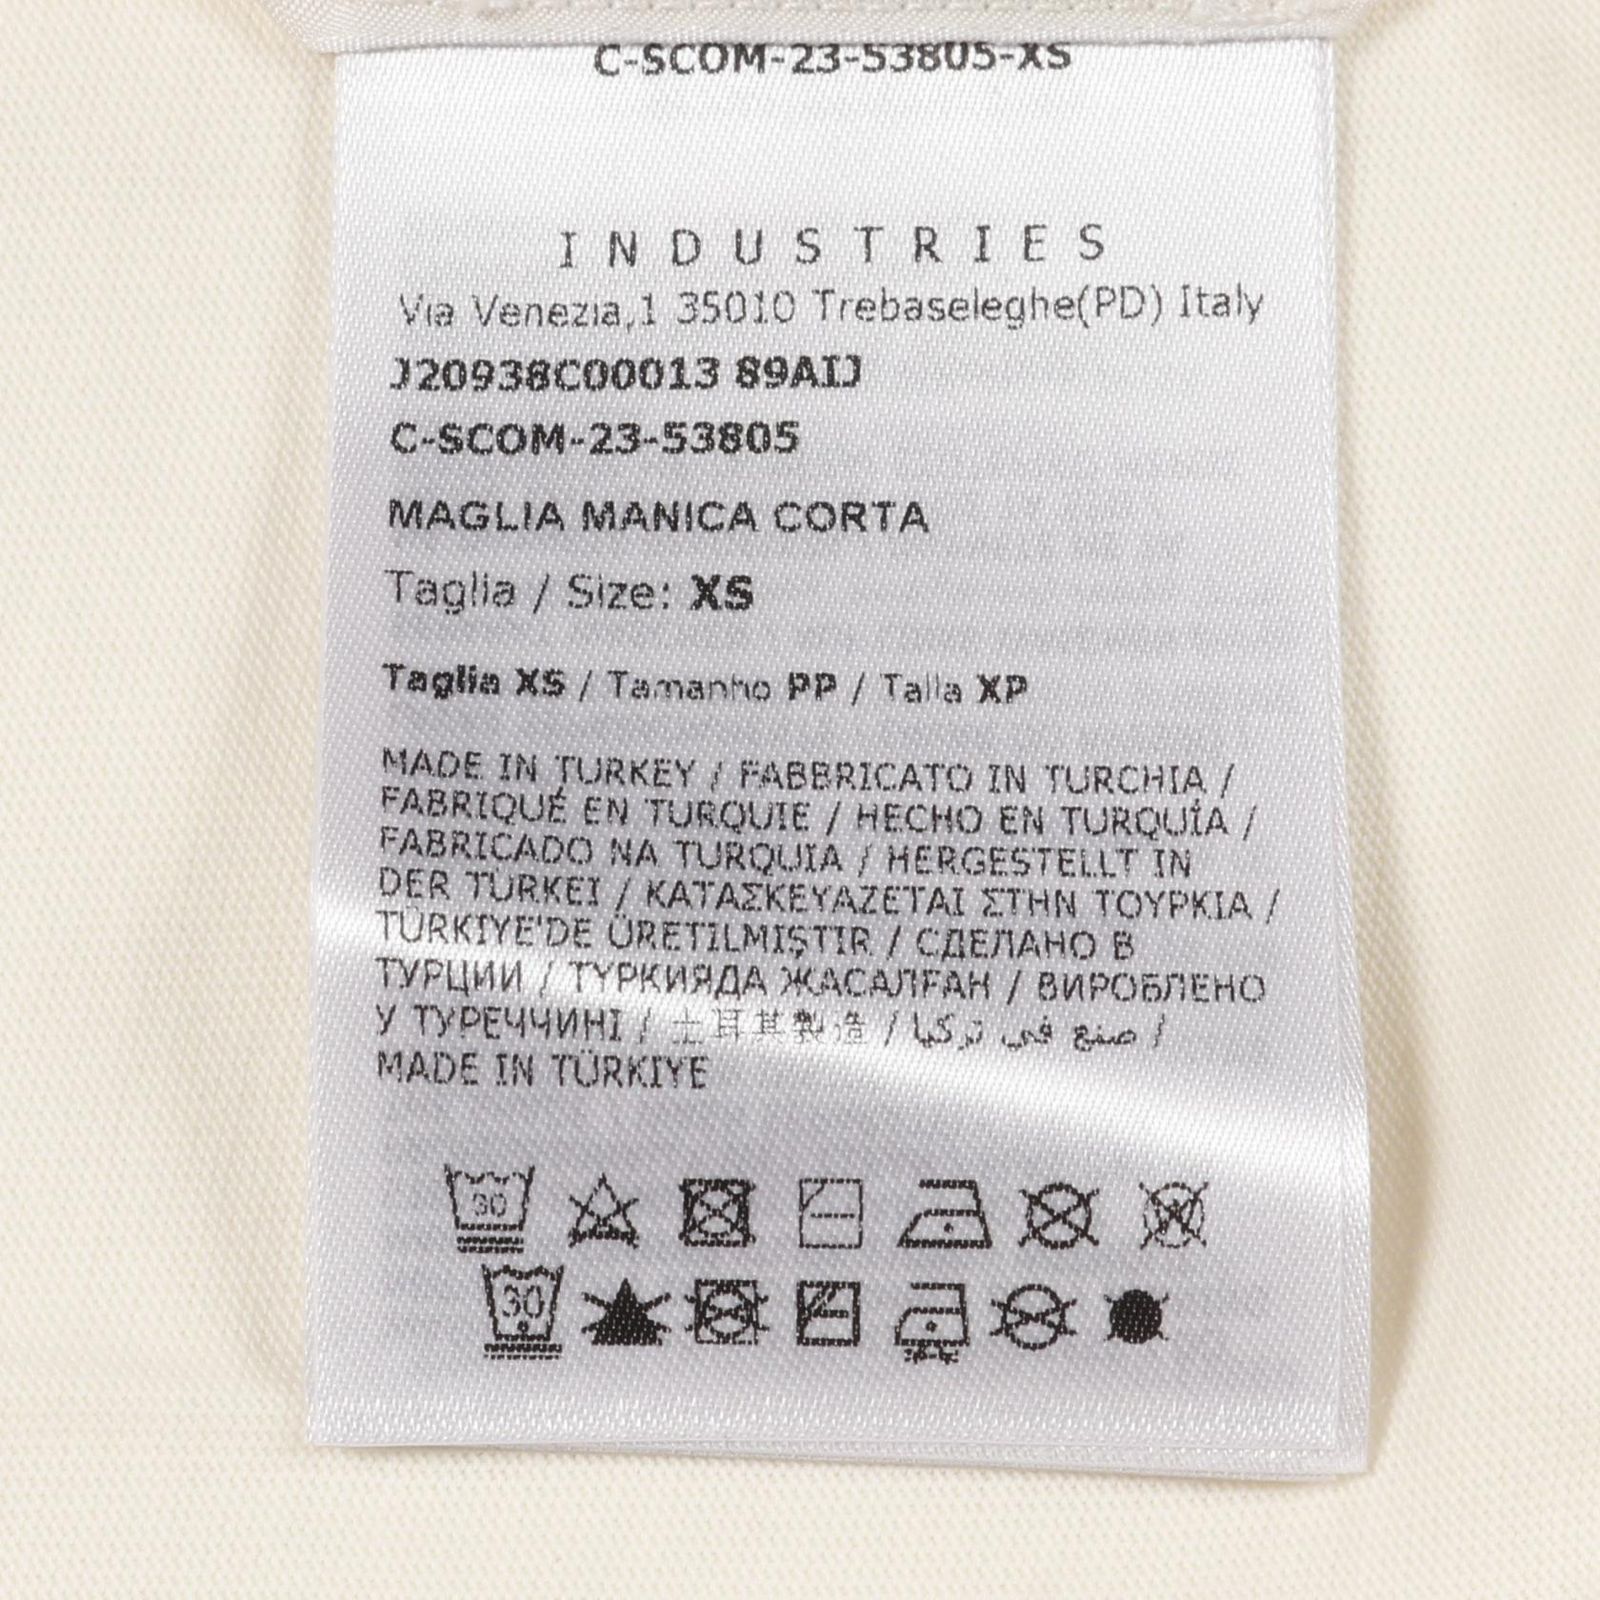 C-SCOM-23-53805-XS
INDUSTRIES
Via Venezia,1 35010 Trebaseleghe(PD) Italy
J20938C00013 89AIJ
C-SCOM-23-53805
MAGLIA MANICA CORTA
Taglia / Size: XS
Taglia XS / Tamanho PP / Talla XP
MADE IN TURKEY / FABBRICATO IN TURCHIA /
FABRIQUÉ EN TURQUIE / HECHO EN TURQUÍA /
FABRICADO NA TURQUIA / HERGESTELLT IN
DER TÜRKEI / ΚΑΤΑΣΚΕΥΑΖΕΤΑΙ ΣΤΗΝ ΤΟΥΡΚΙΑ /
TÜRKIYE'DE ÜRETILMIŞTIR / СДЕЛАНО В
ТУРЦИИ / ТҮРКИЯДА ЖАСАЛҒАН / ВИРОБЛЕНО
У ТУРЕЧЧИНІ / 土耳其製造 / صنع في تركيا /
MADE IN TÜRKIYE
30
30